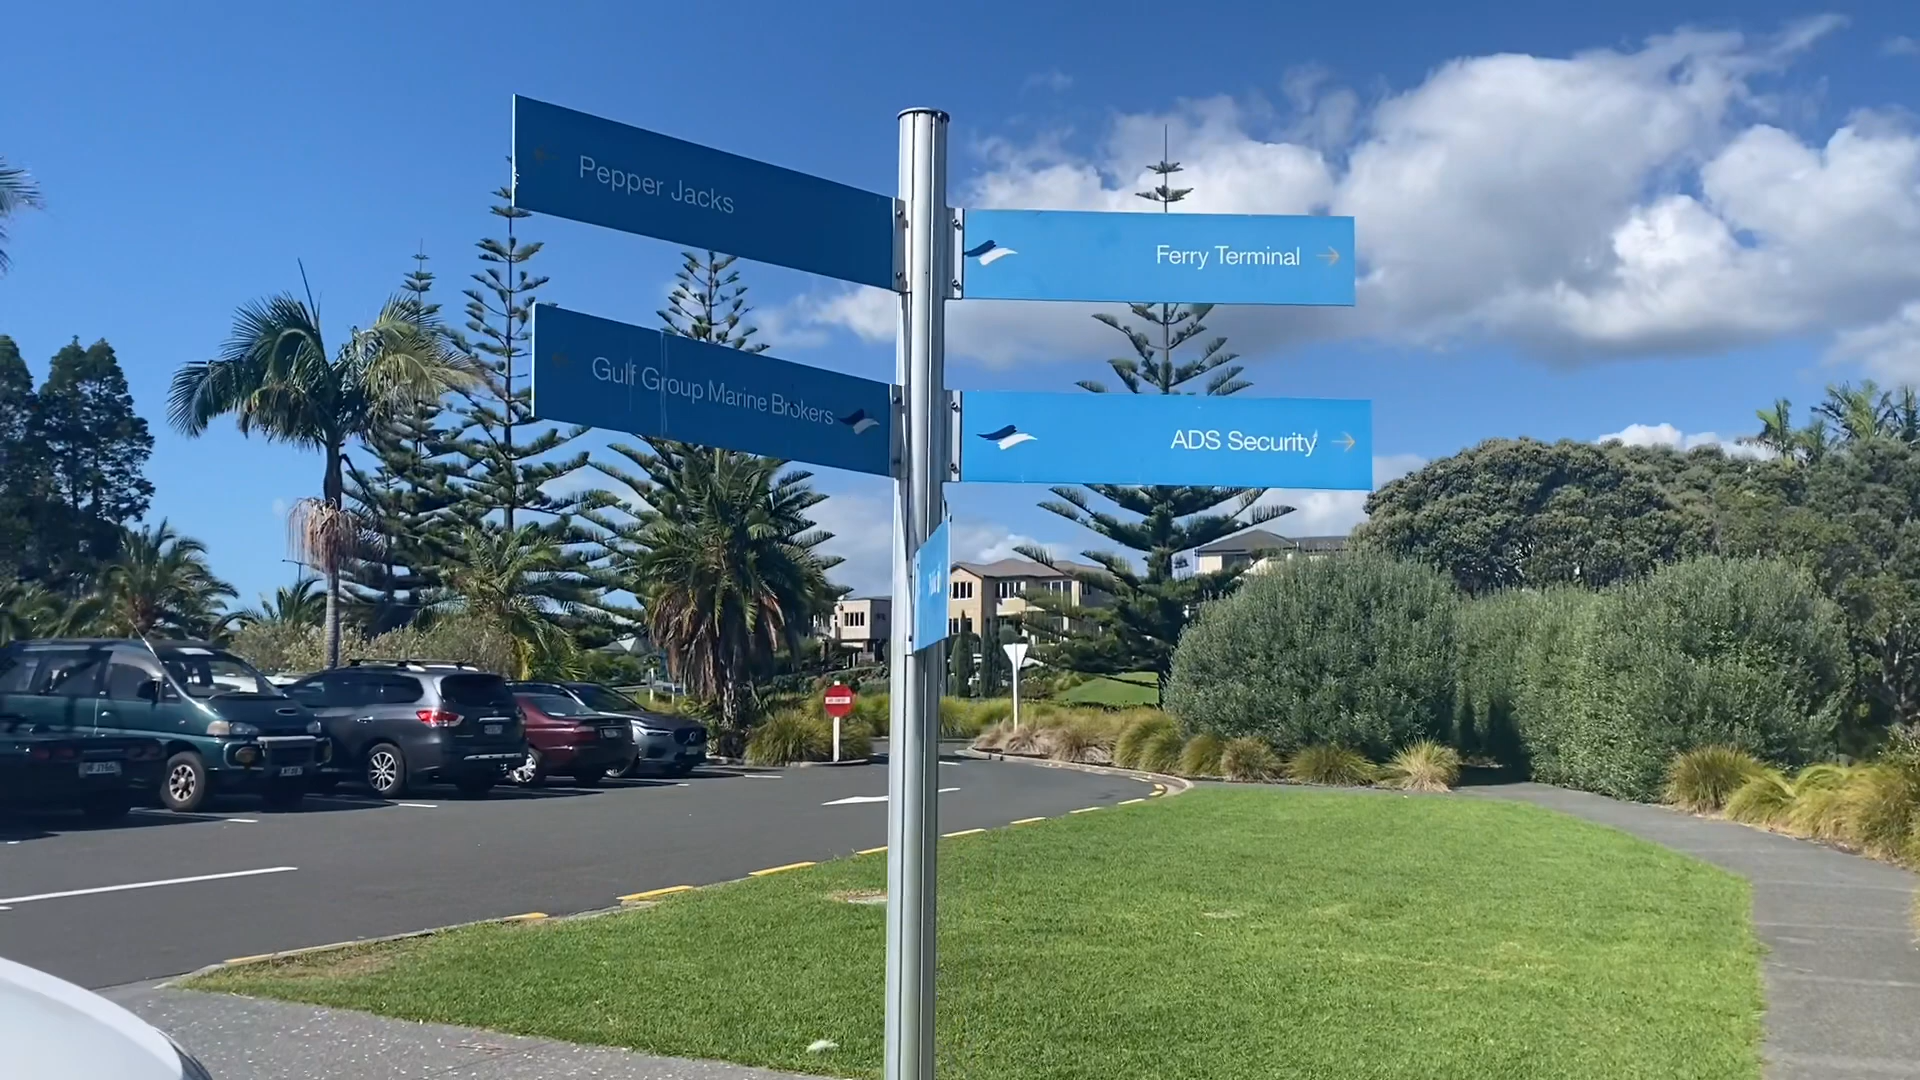 Pepper Jacks
Ferry Terminal
Gulf Group Marine Brokers
ADS Security